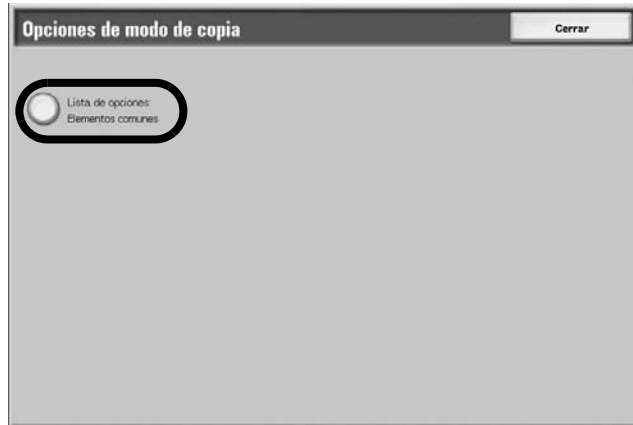 Opciones de modo de copia
Cerrar
Lista de opciones:
Elementos comunes